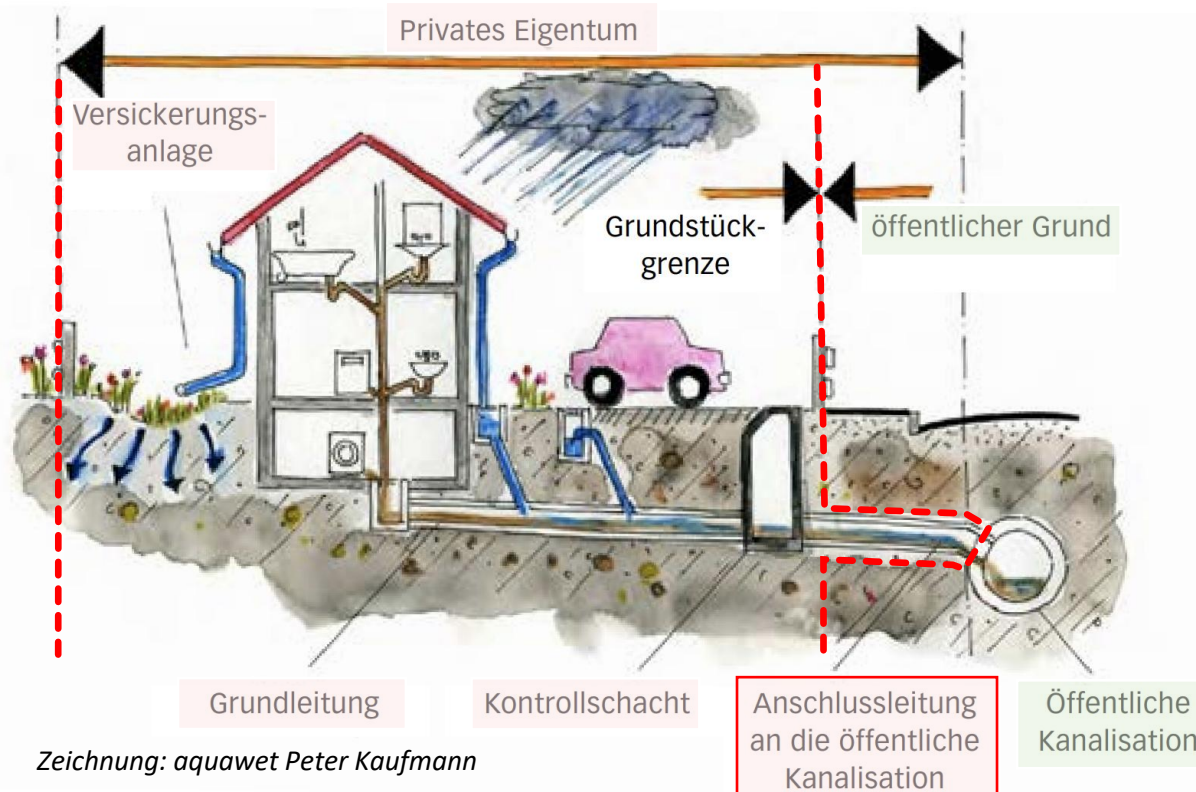 Privates Eigentum
Versickerungs-
anlage
Grundstück-
grenze
öffentlicher Grund
Grundleitung
Kontrollschacht
Anschlussleitung
an die öffentliche
Kanalisation
Öffentliche
Kanalisation
Zeichnung: aquawet Peter Kaufmann